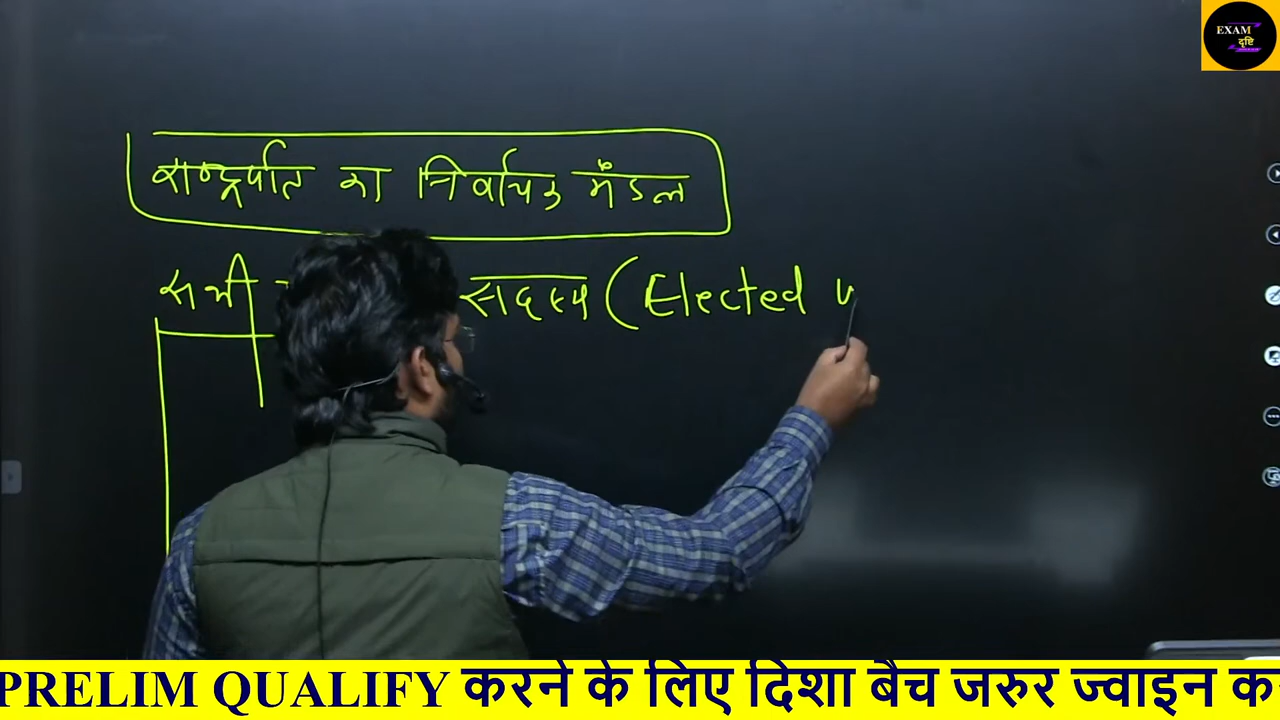 EXAM
दृष्टि
राष्ट्रपति का निर्वाचक मंडल
सभी सदस्य (Elected
PRELIM QUALIFY करने के लिए दिशा बैच जरुर ज्वाइन क